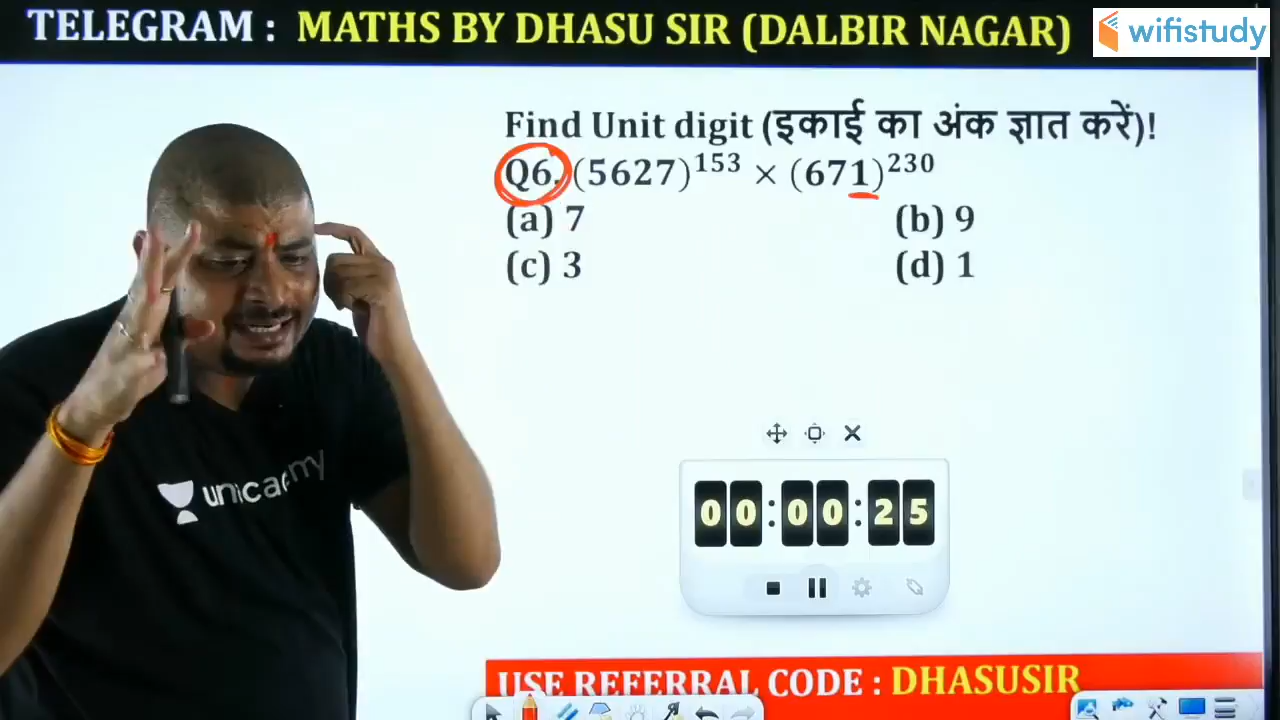 TELEGRAM : MATHS BY DHASU SIR (DALBIR NAGAR)
wifistudy
Find Unit digit (इकाई का अंक ज्ञात करें)!
Q6. (5627)¹⁵³ × (671)²³⁰
(a) 7 (b) 9
(c) 3 (d) 1
unacademy
00:00:25
USE REFERRAL CODE : DHASUSIR